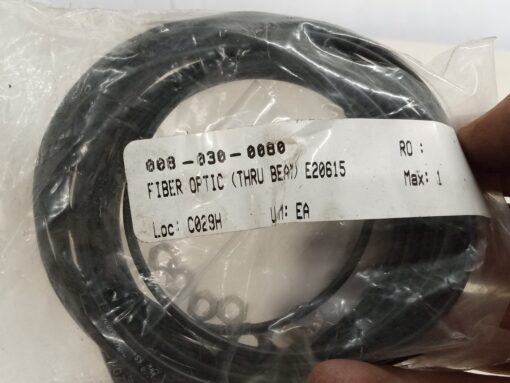 008-030-0080
RO :
FIBER OPTIC (THRU BEAM) E20615
Max: 1
Loc: C029H
U/M: EA